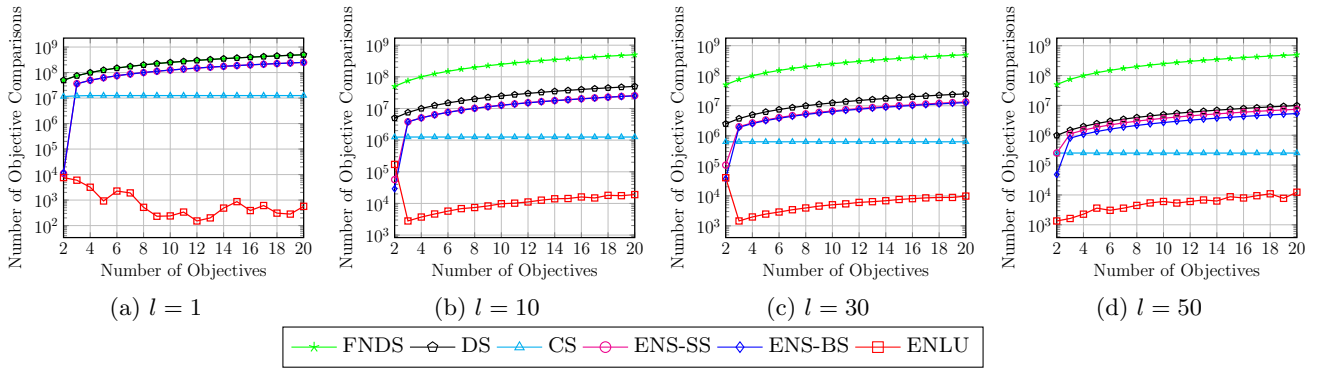 Number of Objective Comparisons
10^9
10^8
10^7
10^6
10^5
10^4
10^3
10^2
2 4 6 8 10 12 14 16 18 20
Number of Objectives
(a) l = 1
Number of Objective Comparisons
10^9
10^8
10^7
10^6
10^5
10^4
10^3
2 4 6 8 10 12 14 16 18 20
Number of Objectives
(b) l = 10
Number of Objective Comparisons
10^9
10^8
10^7
10^6
10^5
10^4
10^3
2 4 6 8 10 12 14 16 18 20
Number of Objectives
(c) l = 30
Number of Objective Comparisons
10^9
10^8
10^7
10^6
10^5
10^4
10^3
2 4 6 8 10 12 14 16 18 20
Number of Objectives
(d) l = 50
FNDS DS CS ENS-SS ENS-BS ENLU